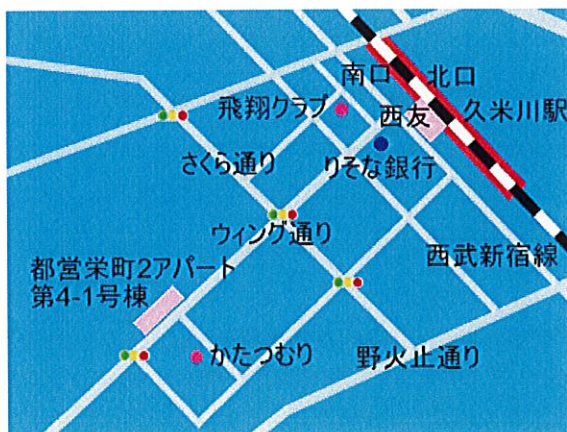 南口
北口
飛翔クラブ
西友
久米川駅
さくら通り
りそな銀行
ウィング通り
西武新宿線
都営栄町2アパート
第4-1号棟
かたつむり
野火止通り